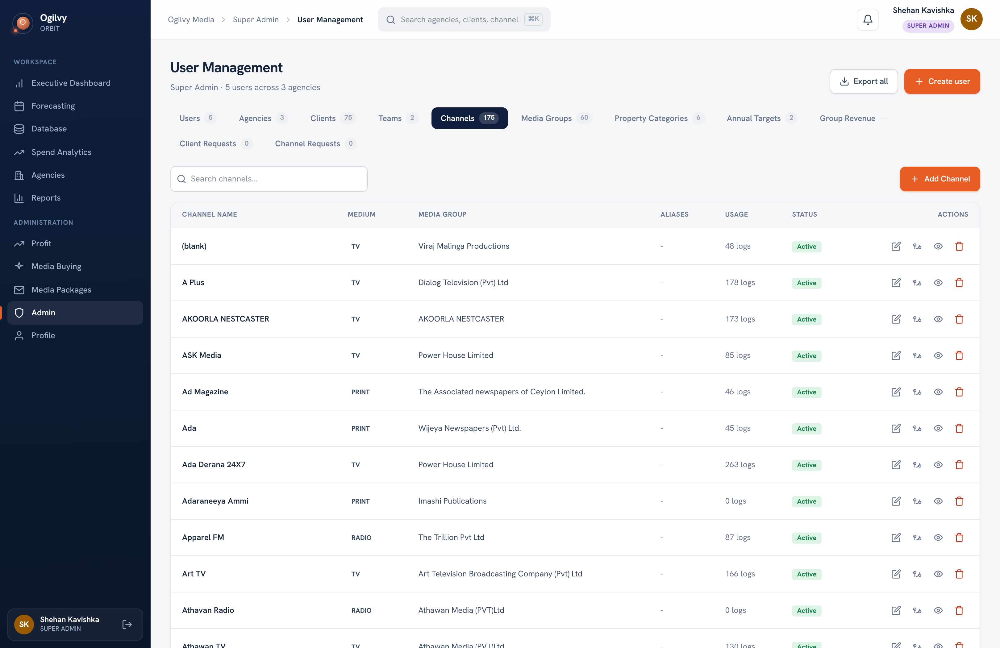 Ogilvy
ORBIT
WORKSPACE
Executive Dashboard
Forecasting
Database
Spend Analytics
Agencies
Reports
ADMINISTRATION
Profit
Media Buying
Media Packages
Admin
Profile
SK
Shehan Kavishka
SUPER ADMIN
Ogilvy Media > Super Admin > User Management
Search agencies, clients, channels
⌘K
Shehan Kavishka
SUPER ADMIN
SK
User Management
Super Admin · 5 users across 3 agencies
Export all
+ Create user
Users 5 Agencies 3 Clients 75 Teams 2 Channels 175 Media Groups 60 Property Categories 6 Annual Targets 2 Group Revenue
Client Requests 0 Channel Requests 0
Search channels...
+ Add Channel
CHANNEL NAME MEDIUM MEDIA GROUP ALIASES USAGE STATUS ACTIONS
(blank) TV Viraj Malinga Productions - 48 logs Active
A Plus TV Dialog Television (Pvt) Ltd - 178 logs Active
AKOORLA NESTCASTER TV AKOORLA NESTCASTER - 173 logs Active
ASK Media TV Power House Limited - 85 logs Active
Ad Magazine PRINT The Associated newspapers of Ceylon Limited. - 46 logs Active
Ada PRINT Wijeya Newspapers (Pvt) Ltd. - 45 logs Active
Ada Derana 24X7 TV Power House Limited - 263 logs Active
Adaraneeya Ammi PRINT Imashi Publications - 0 logs Active
Apparel FM RADIO The Trillion Pvt Ltd - 87 logs Active
Art TV TV Art Television Broadcasting Company (Pvt) Ltd - 166 logs Active
Athavan Radio RADIO Athawan Media (PVT)Ltd - 0 logs Active
Athawan TV TV Athawan Media (PVT)Ltd - 130 logs Active